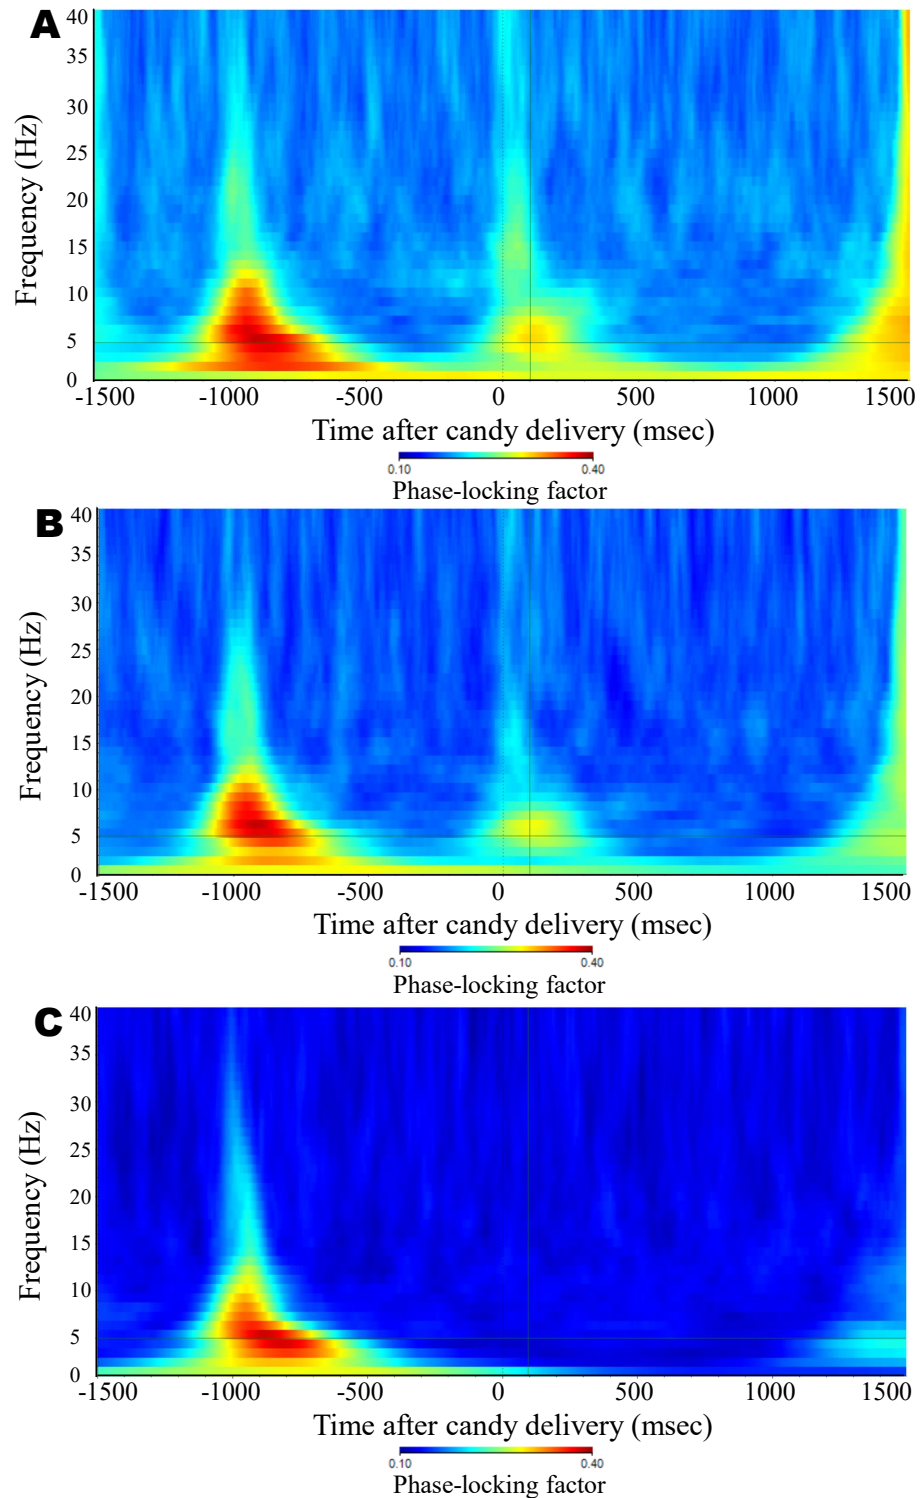 A
Frequency (Hz)
40
35
30
25
20
15
10
5
0
-1500 -1000 -500 0 500 1000 1500
Time after candy delivery (msec)
0.10 0.40
Phase-locking factor
B
Frequency (Hz)
40
35
30
25
20
15
10
5
0
-1500 -1000 -500 0 500 1000 1500
Time after candy delivery (msec)
0.10 0.40
Phase-locking factor
C
Frequency (Hz)
40
35
30
25
20
15
10
5
0
-1500 -1000 -500 0 500 1000 1500
Time after candy delivery (msec)
0.10 0.40
Phase-locking factor